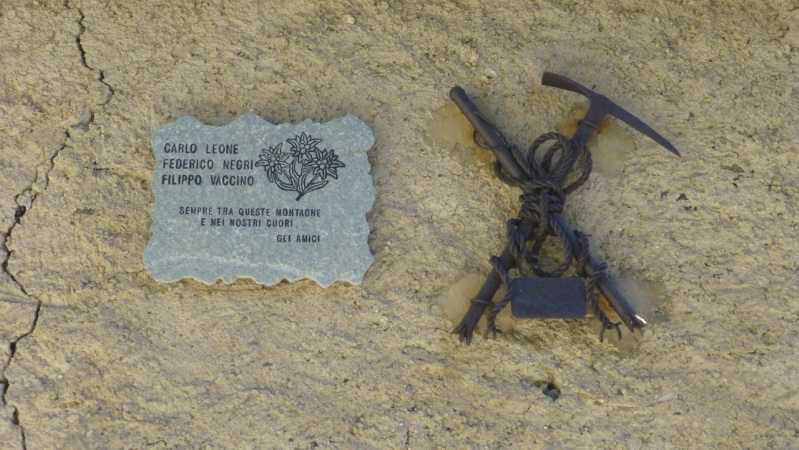 CARLO LEONE
FEDERICO NEGRI
FILIPPO VACCINO
SEMPRE TRA QUESTE MONTAGNE
E NEI NOSTRI CUORI
GLI AMICI